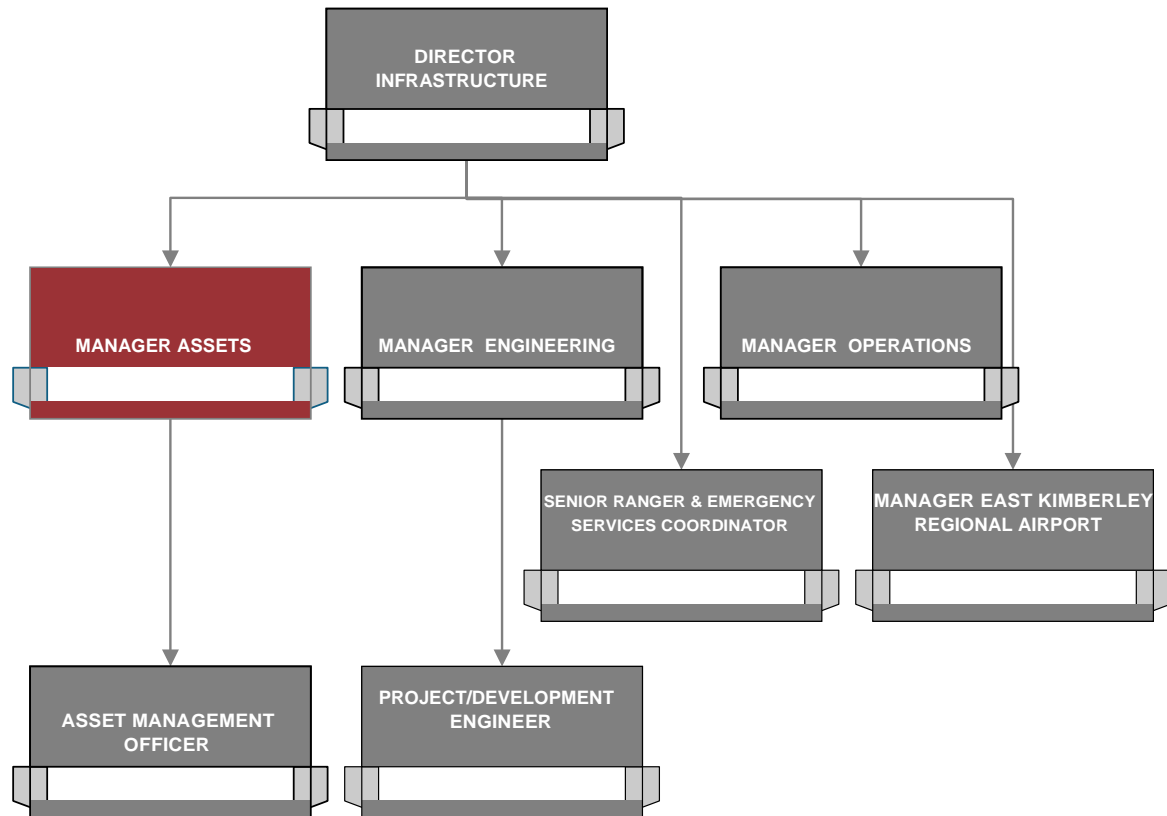 DIRECTOR
INFRASTRUCTURE
MANAGER ASSETS
MANAGER ENGINEERING
MANAGER OPERATIONS
SENIOR RANGER & EMERGENCY
SERVICES COORDINATOR
MANAGER EAST KIMBERLEY
REGIONAL AIRPORT
ASSET MANAGEMENT
OFFICER
PROJECT/DEVELOPMENT
ENGINEER